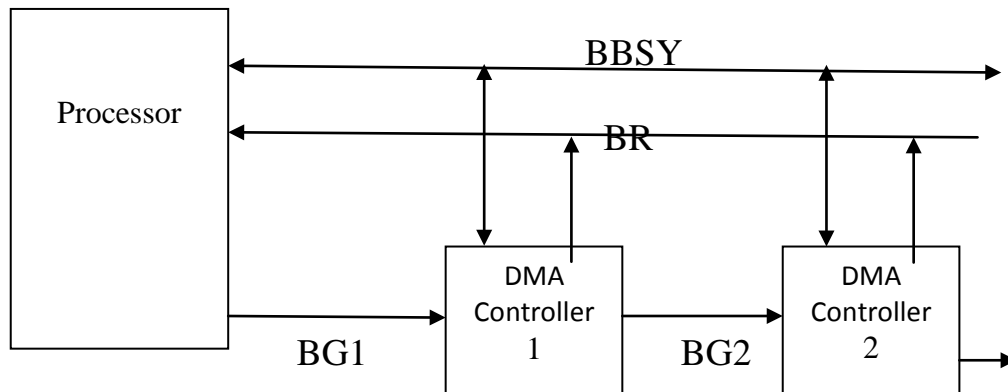 BBSY
Processor
BR
DMA
Controller
1
DMA
Controller
2
BG1
BG2